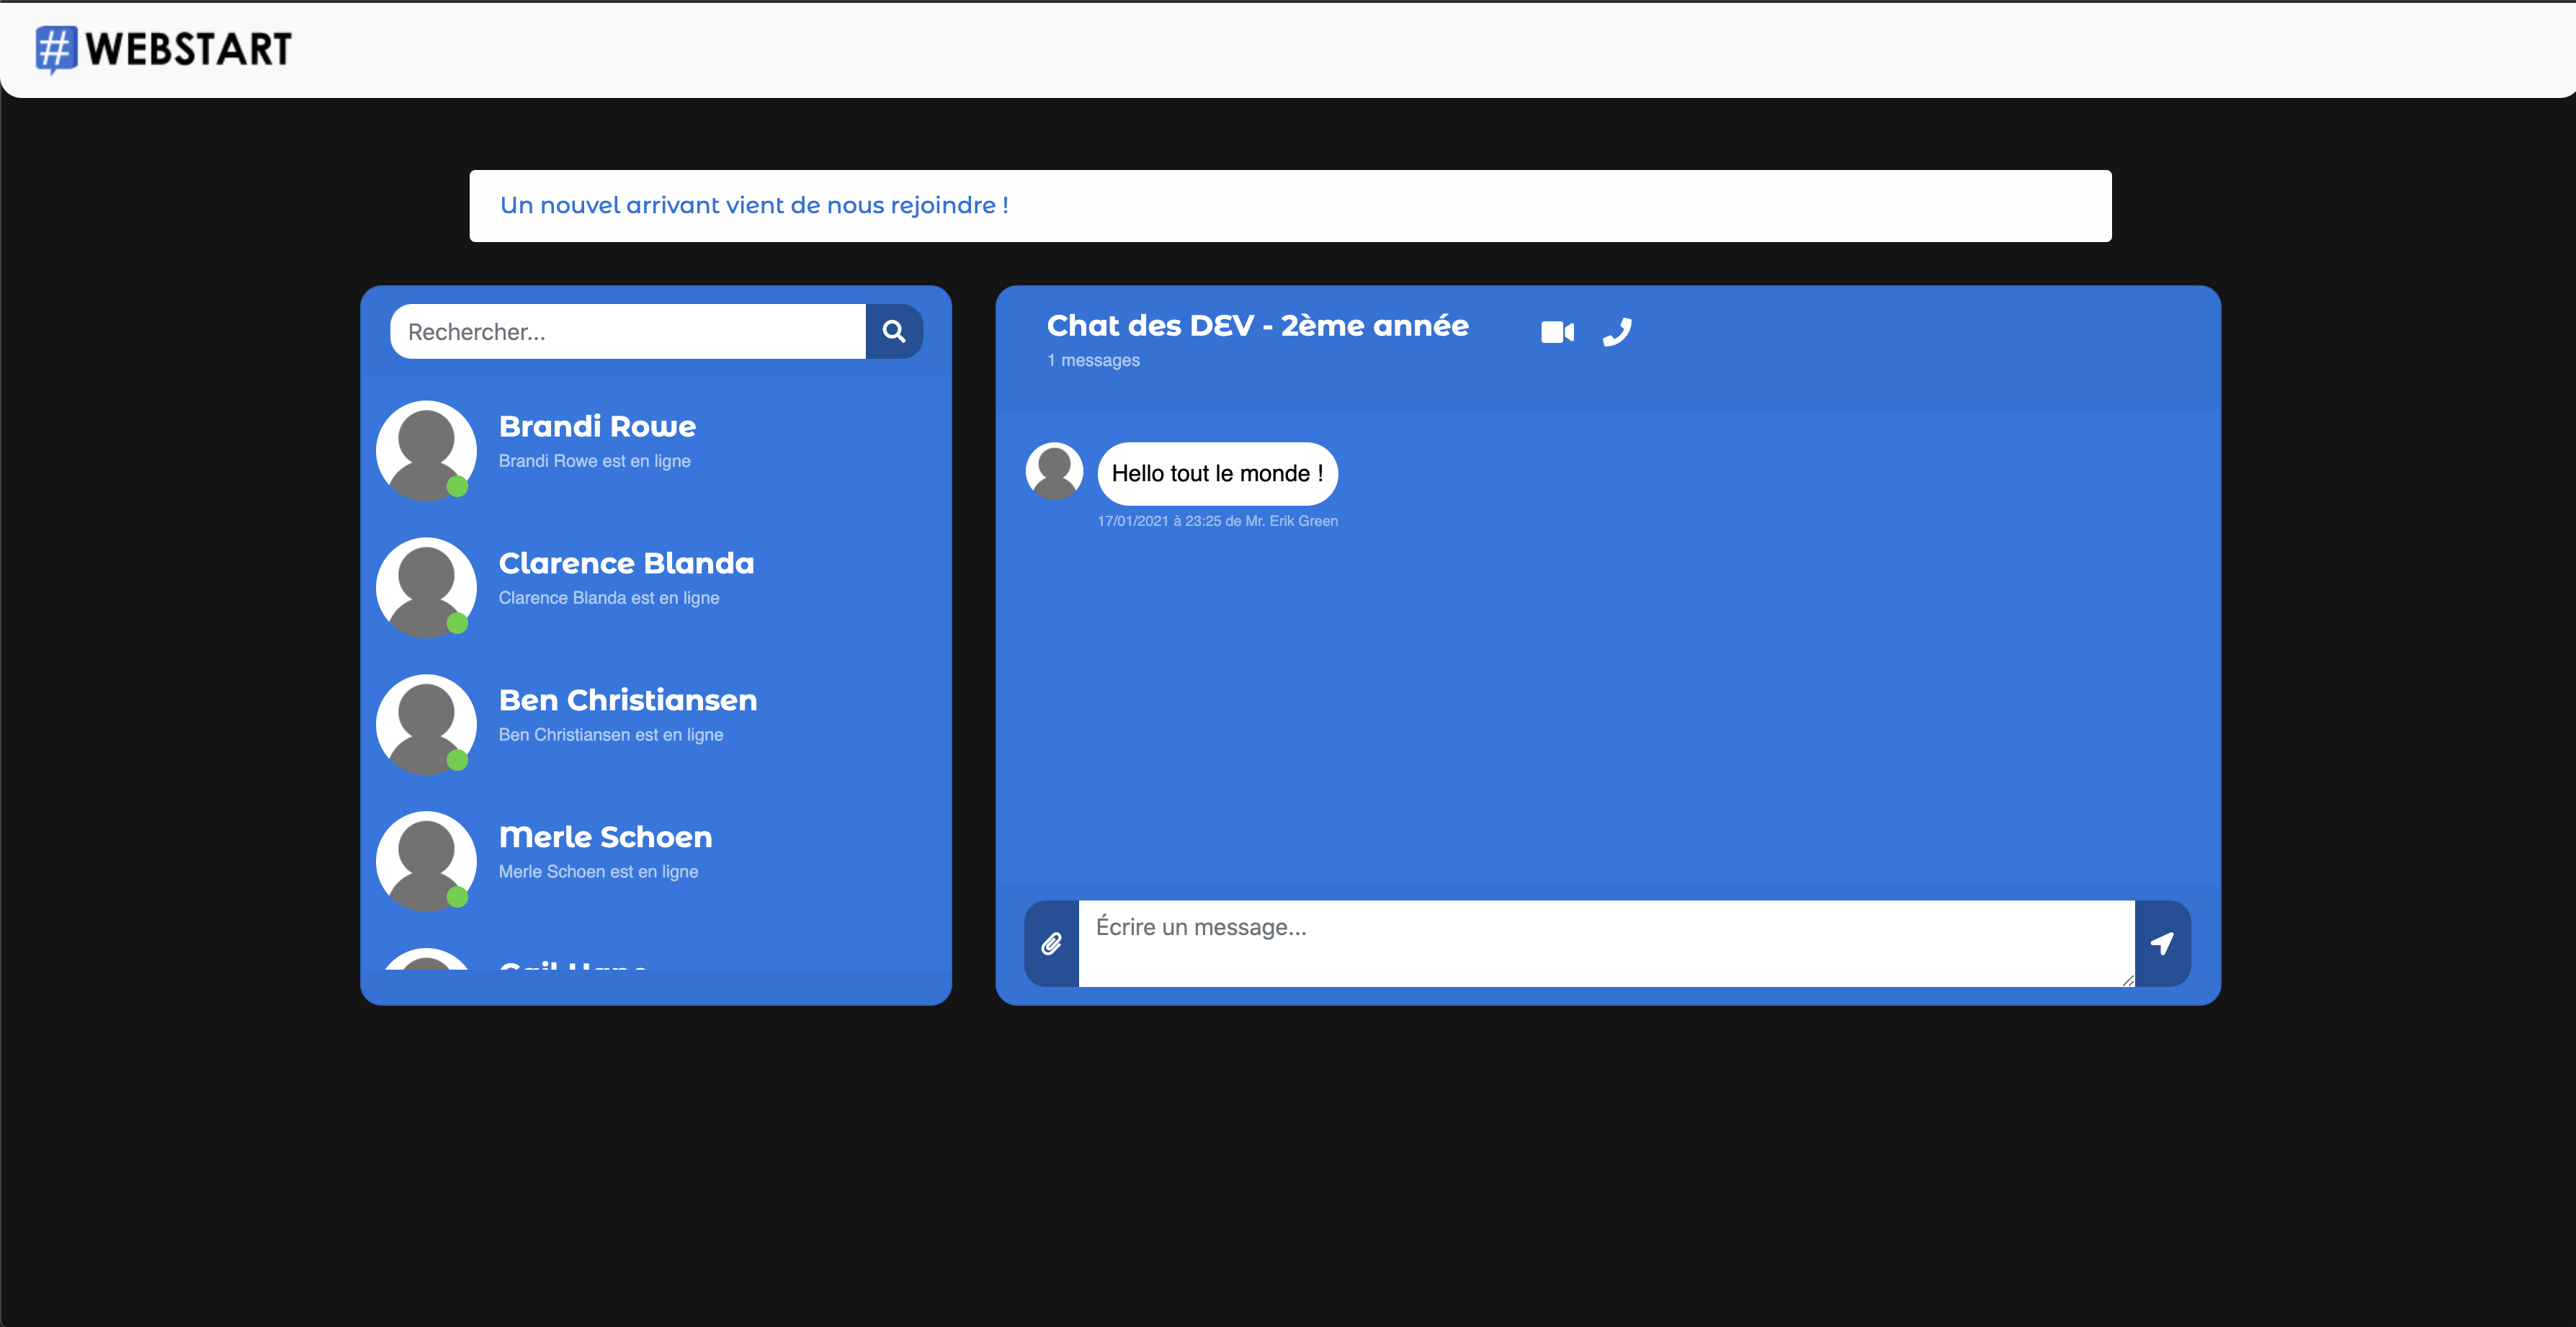 #WEBSTART
Un nouvel arrivant vient de nous rejoindre !
Rechercher...
Brandi Rowe
Brandi Rowe est en ligne
Clarence Blanda
Clarence Blanda est en ligne
Ben Christiansen
Ben Christiansen est en ligne
Merle Schoen
Merle Schoen est en ligne
Chat des DEV - 2ème année
1 messages
Hello tout le monde !
17/01/2021 à 23:25 de Mr. Erik Green
Écrire un message...